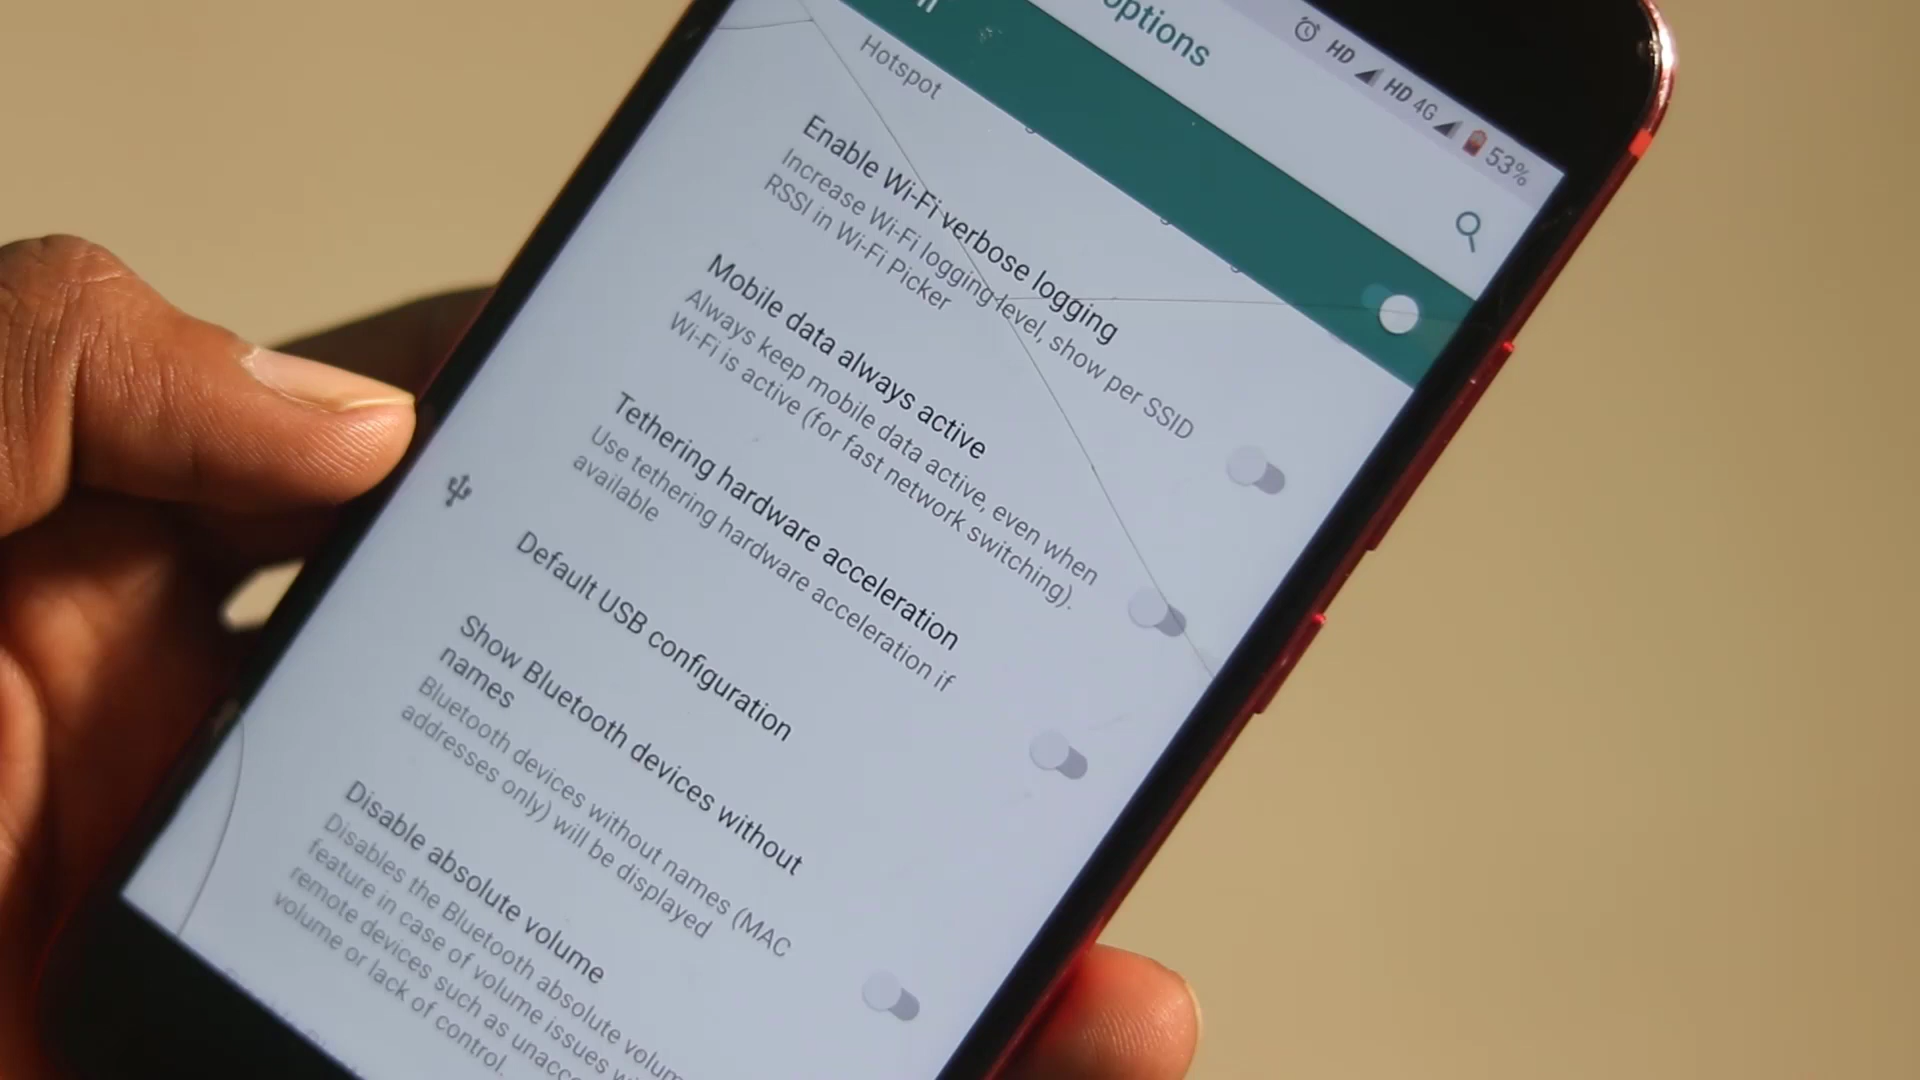 HD HD 4G 53%
options
Hotspot
Enable Wi-Fi verbose logging
Increase Wi-Fi logging level, show per SSID
RSSI in Wi-Fi Picker
Mobile data always active
Always keep mobile data active, even when
Wi-Fi is active (for fast network switching).
Tethering hardware acceleration
Use tethering hardware acceleration if
available
Default USB configuration
Show Bluetooth devices without
names
Bluetooth devices without names (MAC
addresses only) will be displayed
Disable absolute volume
Disables the Bluetooth absolute volum
feature in case of volume issues
remote devices such as unacc
volume or lack of control.